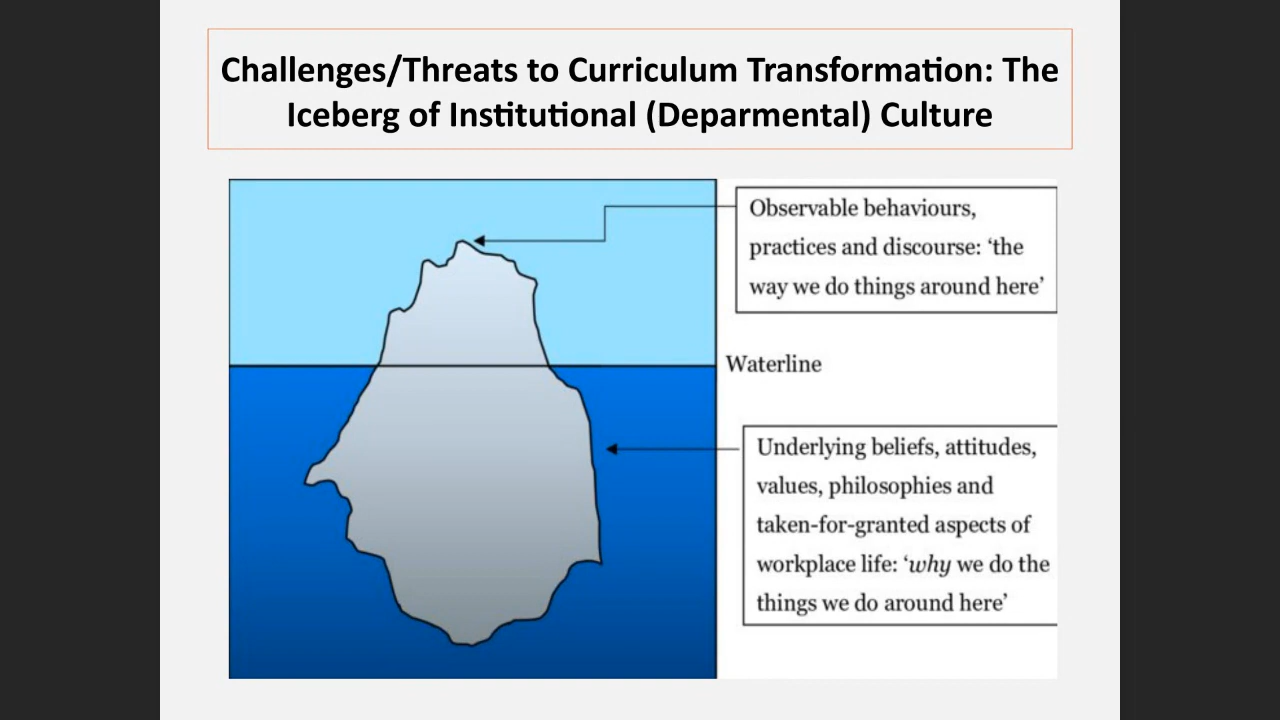 Challenges/Threats to Curriculum Transformation: The
Iceberg of Institutional (Deparmental) Culture
Observable behaviours,
practices and discourse: ‘the
way we do things around here’
Waterline
Underlying beliefs, attitudes,
values, philosophies and
taken-for-granted aspects of
workplace life: ‘why we do the
things we do around here’